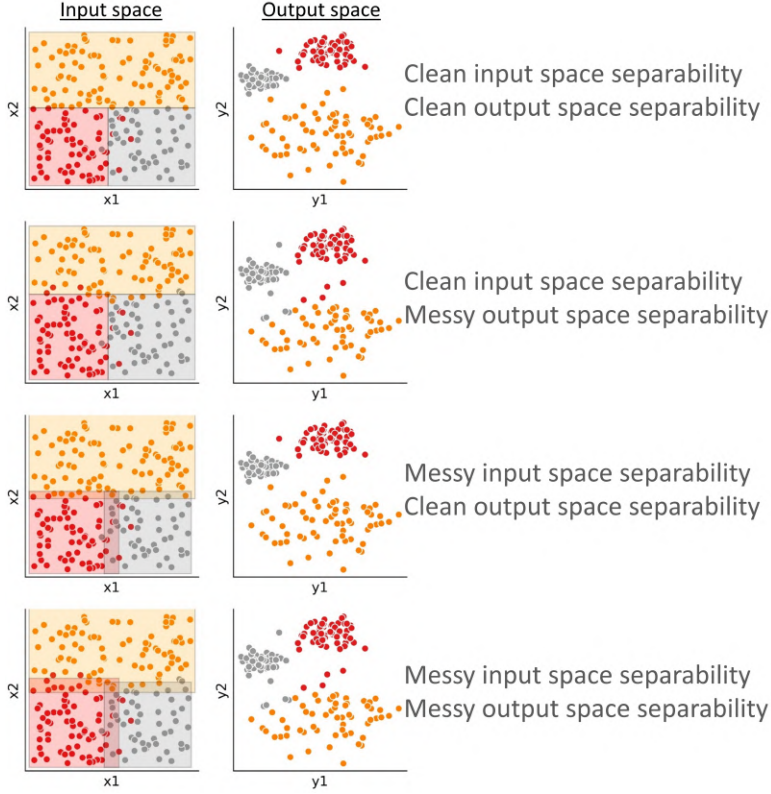 Input space
Output space
x2
x1
y2
y1
Clean input space separability
Clean output space separability
x2
x1
y2
y1
Clean input space separability
Messy output space separability
x2
x1
y2
y1
Messy input space separability
Clean output space separability
x2
x1
y2
y1
Messy input space separability
Messy output space separability